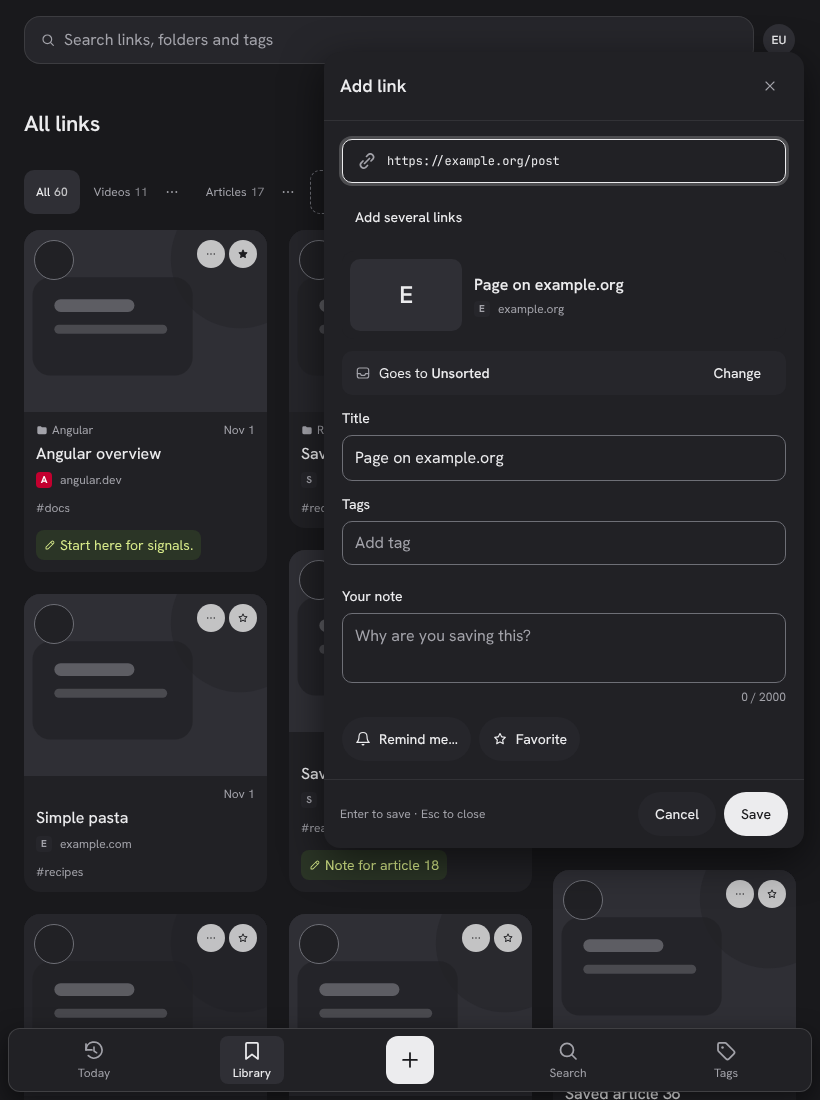 Search links, folders and tags
EU
All links
All 60
Videos 11
Articles 17
Angular
Nov 1
Angular overview
A angular.dev
#docs
Start here for signals.
Nov 1
Simple pasta
E example.com
#recipes
S
S
Note for article 18
Add link
https://example.org/post
Add several links
E
Page on example.org
E example.org
Goes to Unsorted
Change
Title
Page on example.org
Tags
Add tag
Your note
Why are you saving this?
0 / 2000
Remind me...
Favorite
Enter to save · Esc to close
Cancel
Save
Saved article 36
Today
Library
Search
Tags